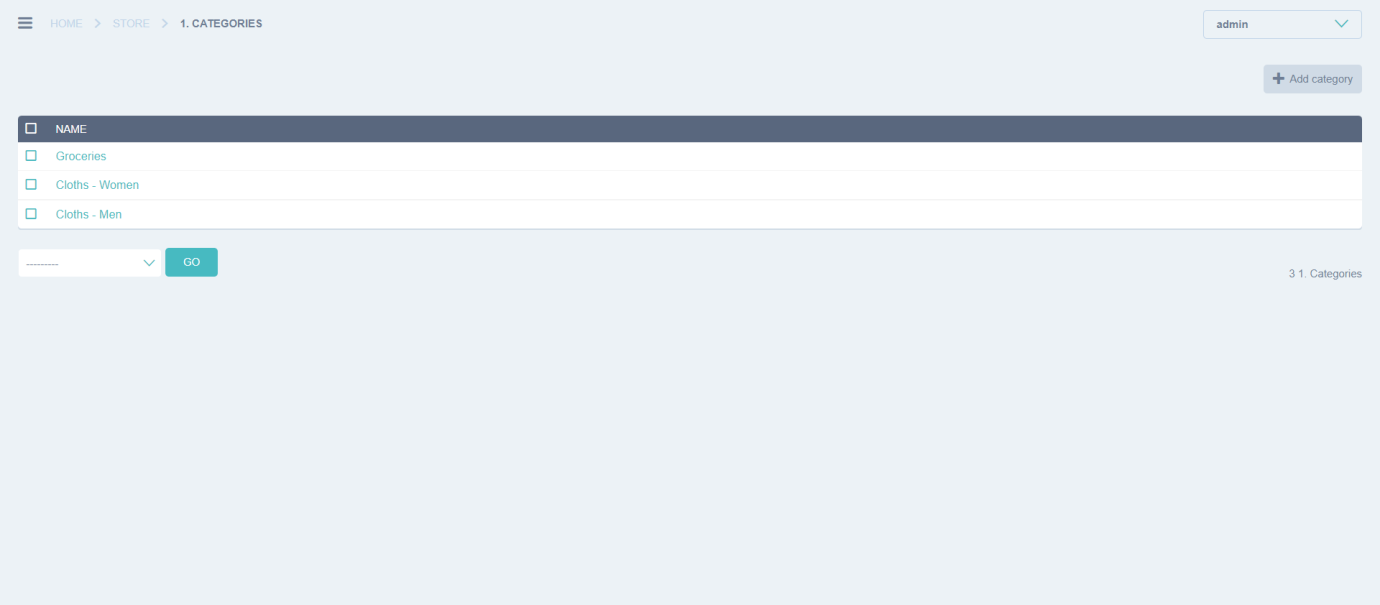 HOME > STORE > 1. CATEGORIES
admin
Add category
NAME
Groceries
Cloths - Women
Cloths - Men
---------
GO
3 1. Categories